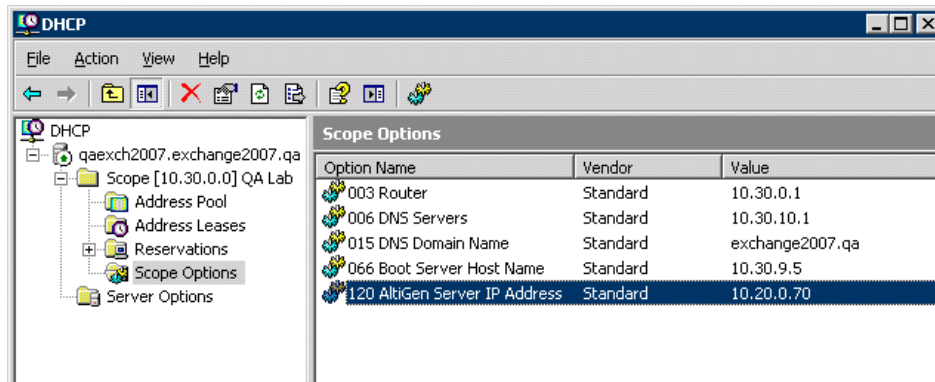 DHCP
File Action View Help
DHCP
qaexch2007.exchange2007.qa
Scope [10.30.0.0] QA Lab
Address Pool
Address Leases
Reservations
Scope Options
Server Options
Scope Options
Option Name Vendor Value
003 Router Standard 10.30.0.1
006 DNS Servers Standard 10.30.10.1
015 DNS Domain Name Standard exchange2007.qa
066 Boot Server Host Name Standard 10.30.9.5
120 AltiGen Server IP Address Standard 10.20.0.70